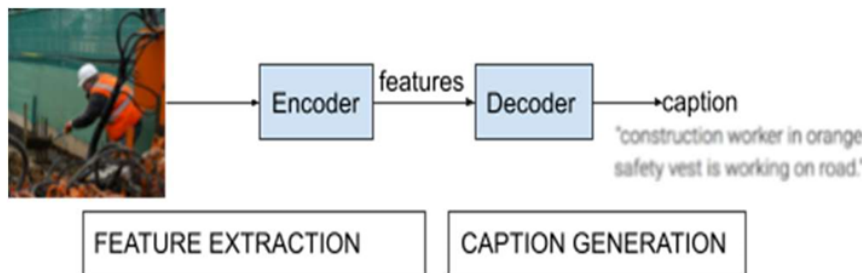 Encoder
features
Decoder
caption
"construction worker in orange
safety vest is working on road."
FEATURE EXTRACTION
CAPTION GENERATION